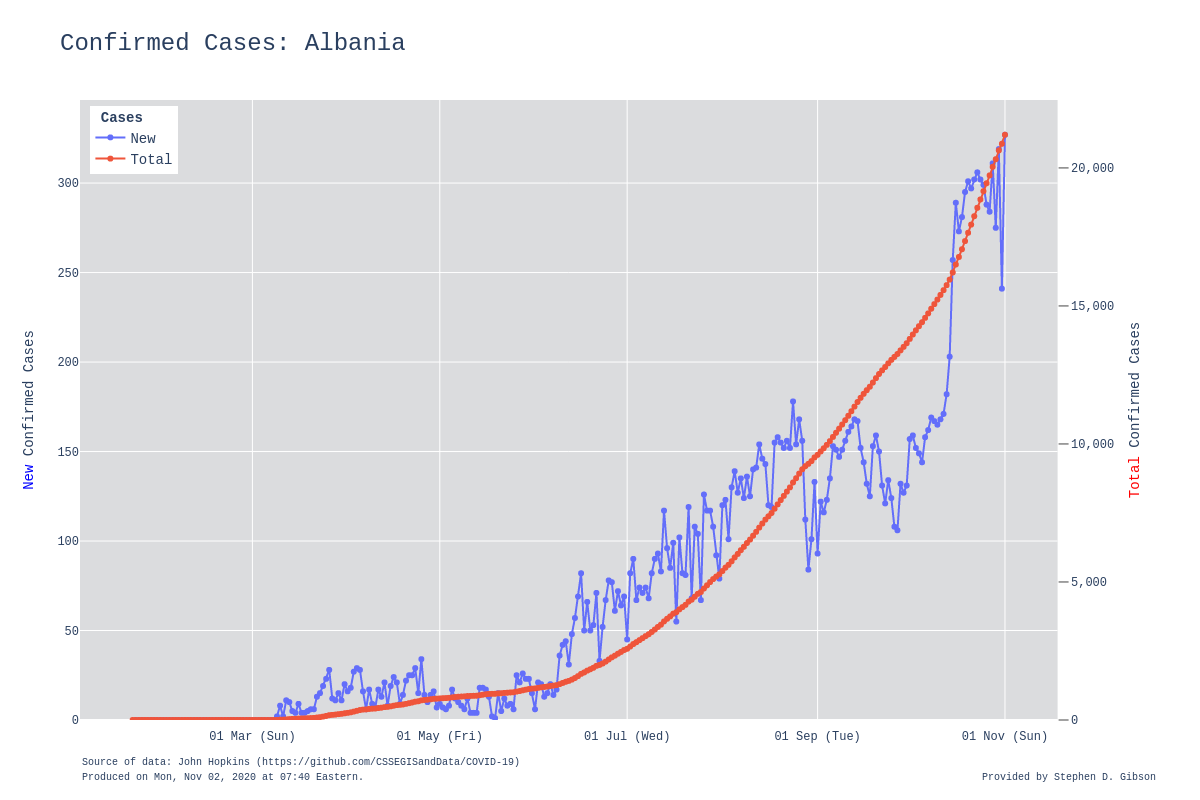 Confirmed Cases: Albania
Cases
New
Total
300
250
200
150
100
50
0
20,000
15,000
10,000
5,000
0
New Confirmed Cases
Total Confirmed Cases
01 Mar (Sun)
01 May (Fri)
01 Jul (Wed)
01 Sep (Tue)
01 Nov (Sun)
Source of data: John Hopkins (https://github.com/CSSEGISandData/COVID-19)
Produced on Mon, Nov 02, 2020 at 07:40 Eastern.
Provided by Stephen D. Gibson